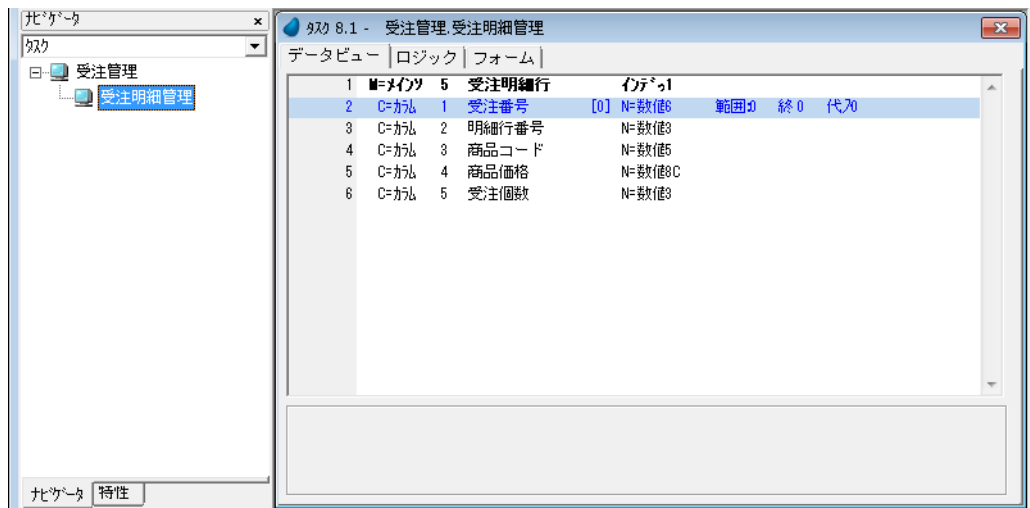 ﾅﾋﾞｹﾞｰﾀ ×
ﾀｽｸ
受注管理
受注明細管理
ﾅﾋﾞｹﾞｰﾀ 特性
ﾀｽｸ 8.1 - 受注管理.受注明細管理
データビュー ロジック フォーム
1 M=ﾒｲﾝｿ 5 受注明細行 ｲﾝﾃﾞｯ1
2 C=ｶﾗﾑ 1 受注番号 [0] N=数値6 範囲:0 終 0 代入0
3 C=ｶﾗﾑ 2 明細行番号 N=数値3
4 C=ｶﾗﾑ 3 商品コード N=数値5
5 C=ｶﾗﾑ 4 商品価格 N=数値8C
6 C=ｶﾗﾑ 5 受注個数 N=数値3